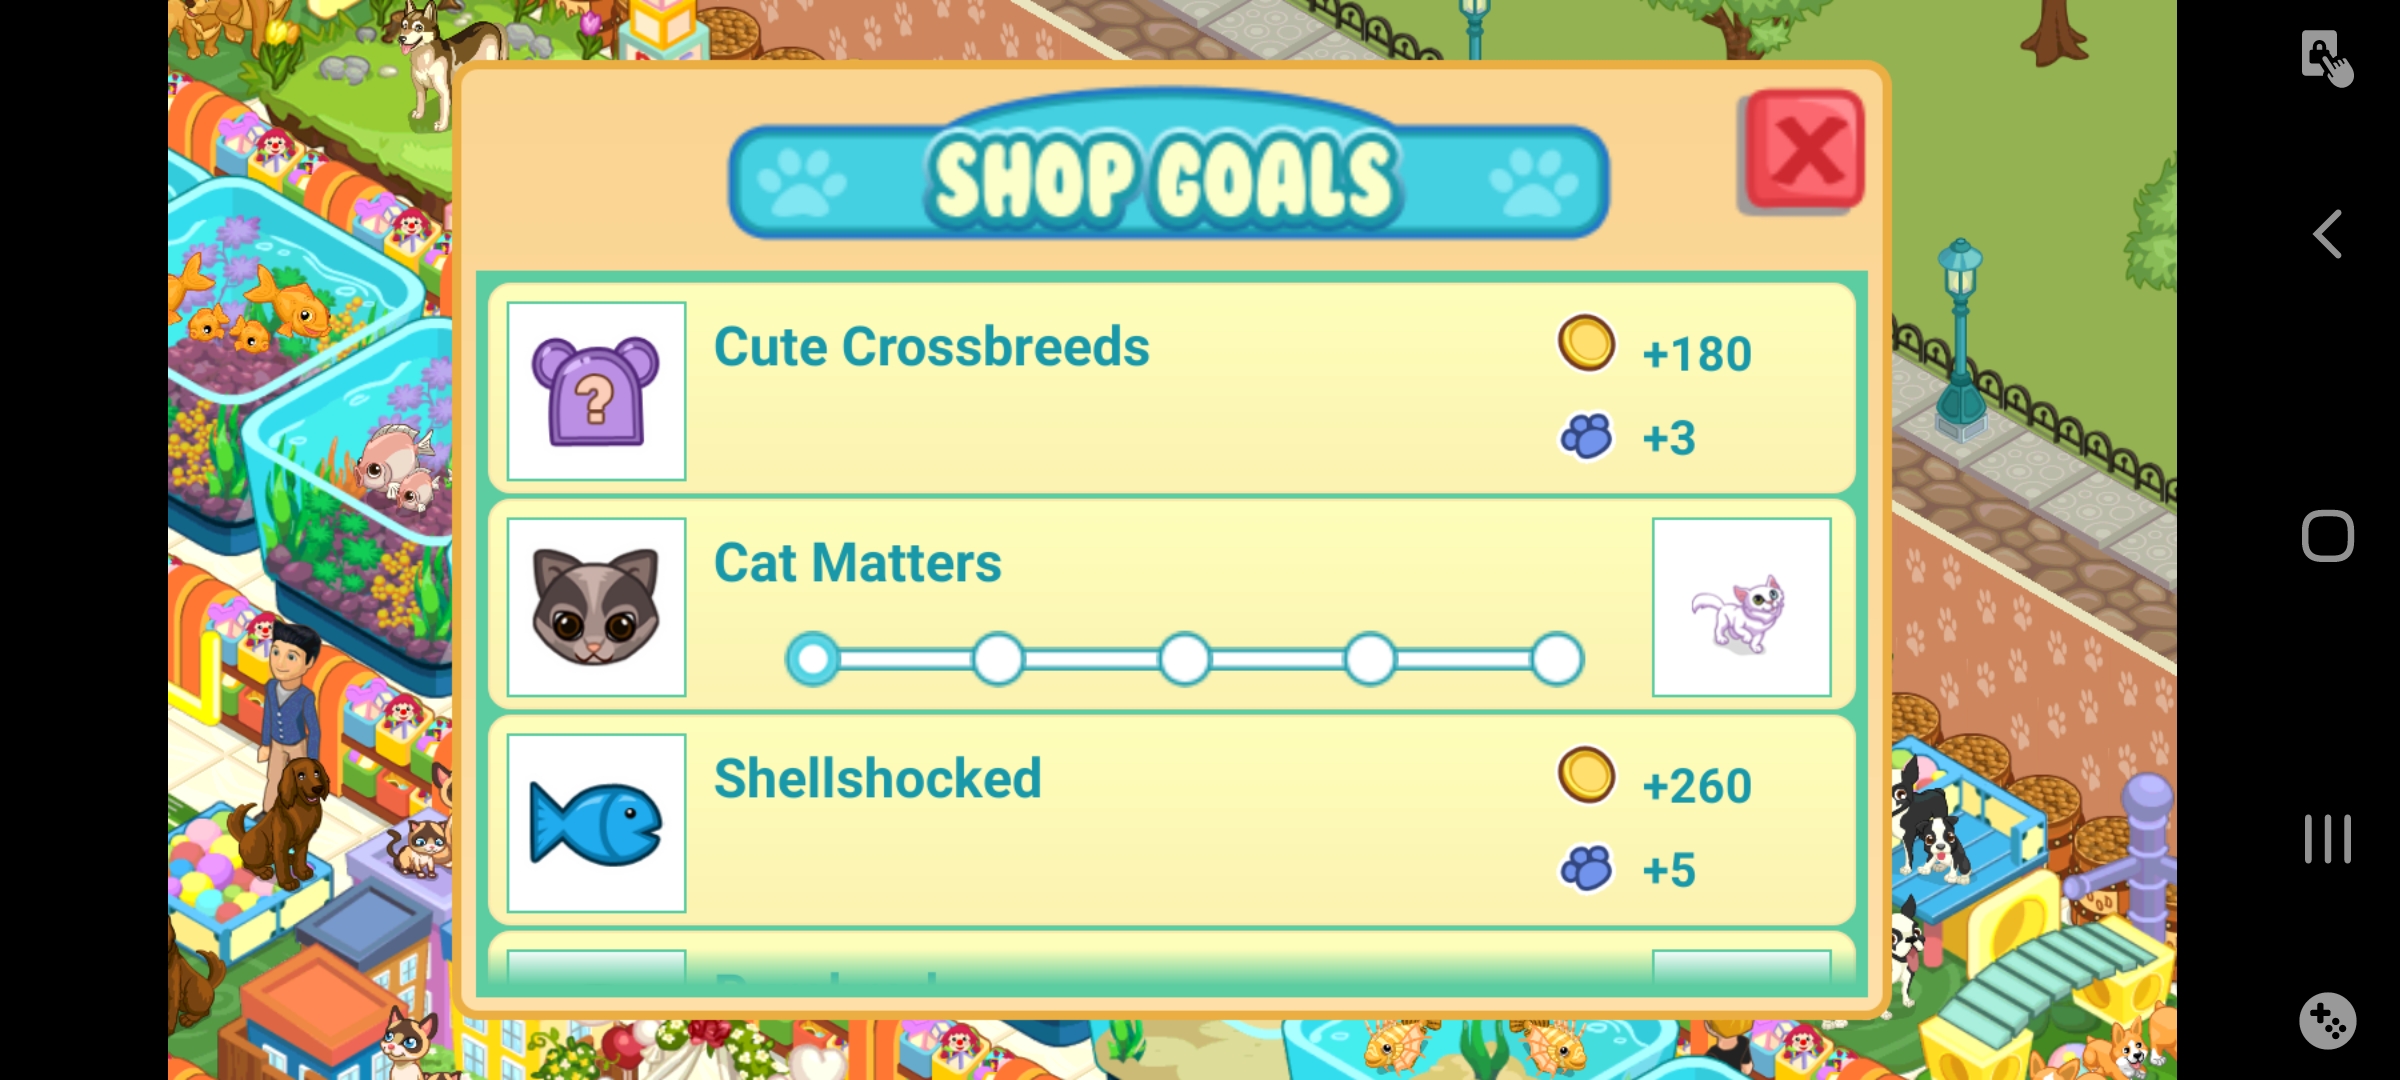 SHOP GOALS
Cute Crossbreeds
+180
?
+3
Cat Matters
Shellshocked
+260
+5